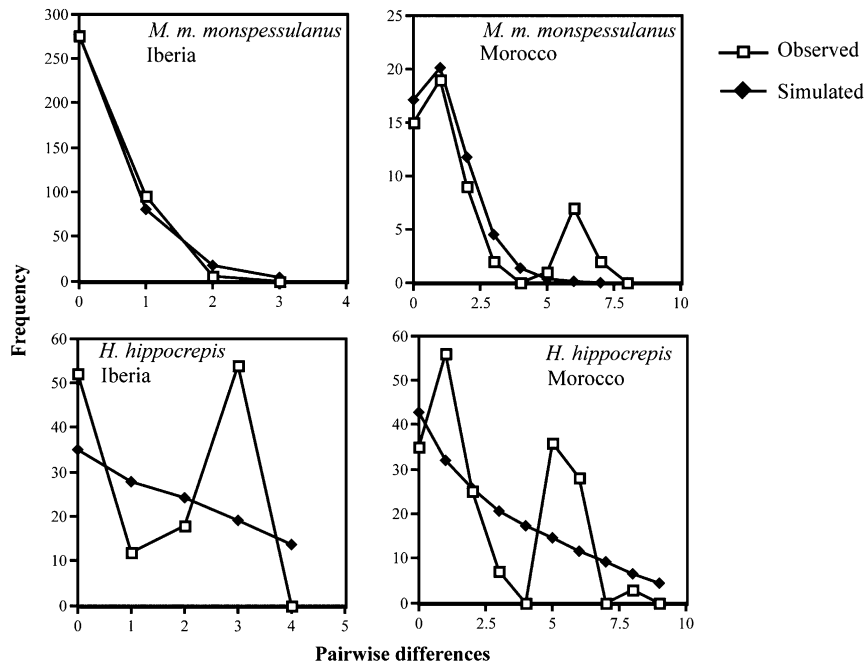 Frequency
300
250
200
150
100
50
0
0 1 2 3 4
M. m. monspessulanus
Iberia
25
20
15
10
5
0
0 2.5 5 7.5 10
M. m. monspessulanus
Morocco
Observed
Simulated
60
50
40
30
20
10
0
0 1 2 3 4 5
H. hippocrepis
Iberia
60
50
40
30
20
10
0
0 2.5 5 7.5 10
H. hippocrepis
Morocco
Pairwise differences